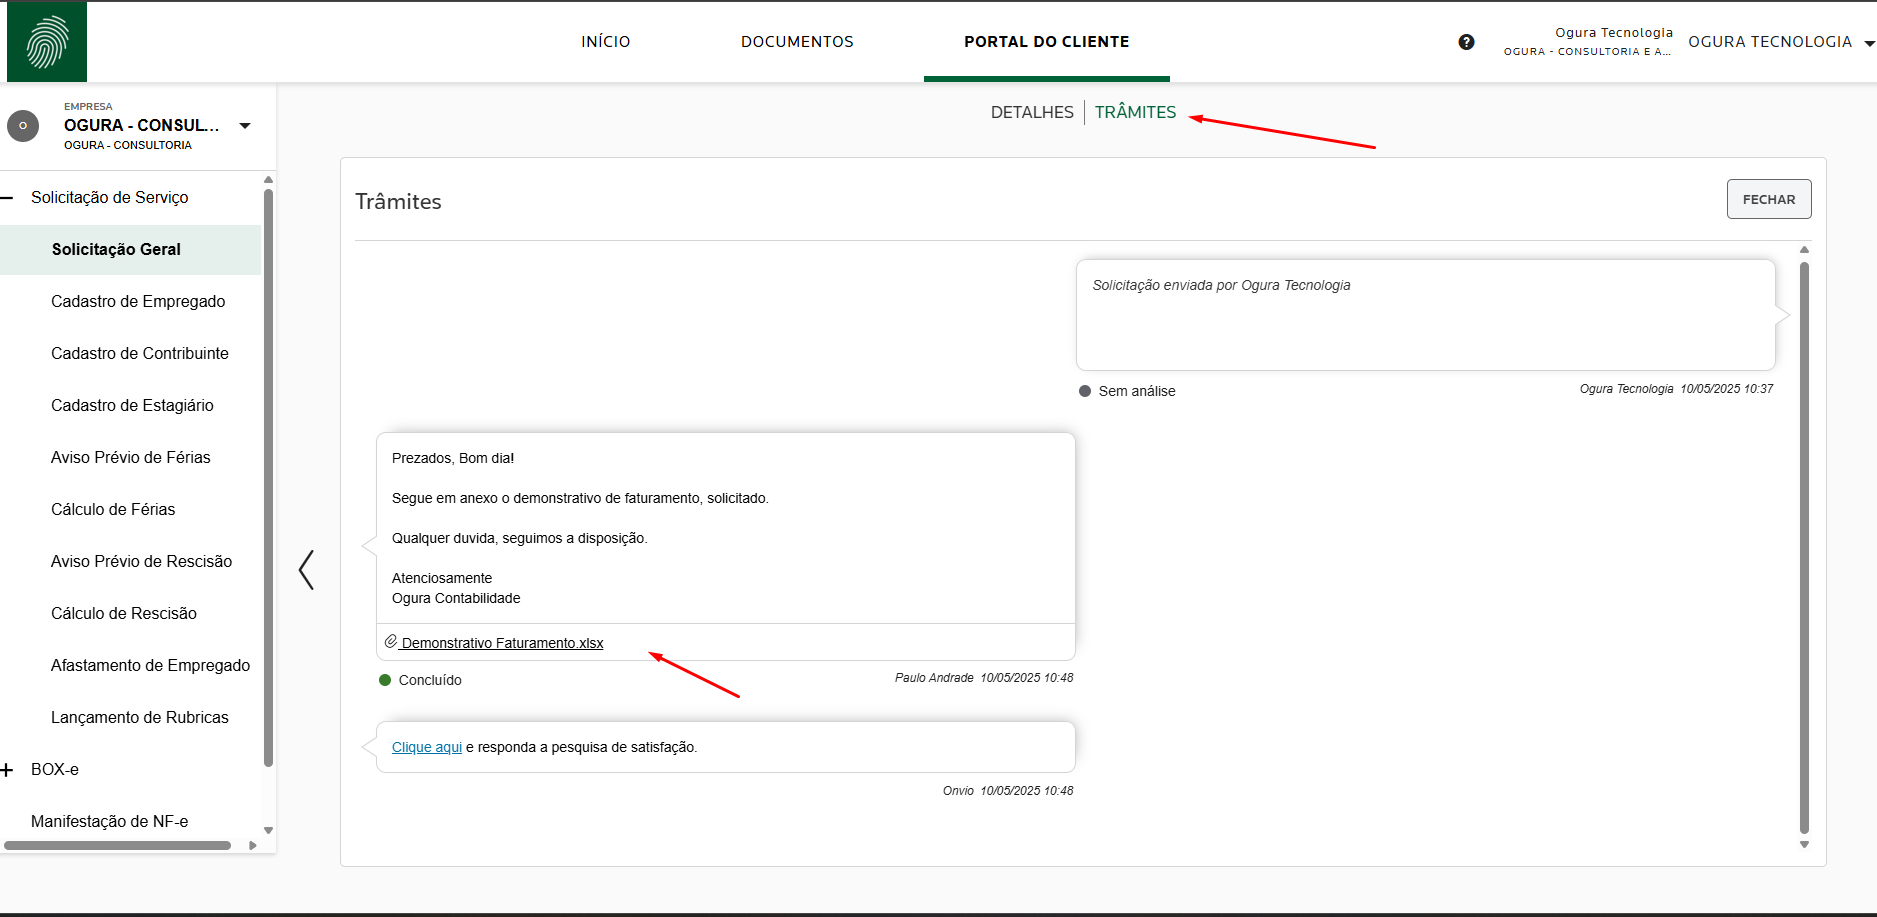 INÍCIO
DOCUMENTOS
PORTAL DO CLIENTE
?
Ogura Tecnologia
OGURA - CONSULTORIA E A...
OGURA TECNOLOGIA
O
EMPRESA
OGURA - CONSUL...
OGURA - CONSULTORIA
Solicitação de Serviço
Solicitação Geral
Cadastro de Empregado
Cadastro de Contribuinte
Cadastro de Estagiário
Aviso Prévio de Férias
Cálculo de Férias
Aviso Prévio de Rescisão
Cálculo de Rescisão
Afastamento de Empregado
Lançamento de Rubricas
BOX-e
Manifestação de NF-e
DETALHES
TRÂMITES
Trâmites
FECHAR
Solicitação enviada por Ogura Tecnologia
Sem análise
Ogura Tecnologia 10/05/2025 10:37
Prezados, Bom dia!
Segue em anexo o demonstrativo de faturamento, solicitado.
Qualquer duvida, seguimos a disposição.
Atenciosamente
Ogura Contabilidade
Demonstrativo Faturamento.xlsx
Concluído
Paulo Andrade 10/05/2025 10:48
Clique aqui e responda a pesquisa de satisfação.
Onvio 10/05/2025 10:48